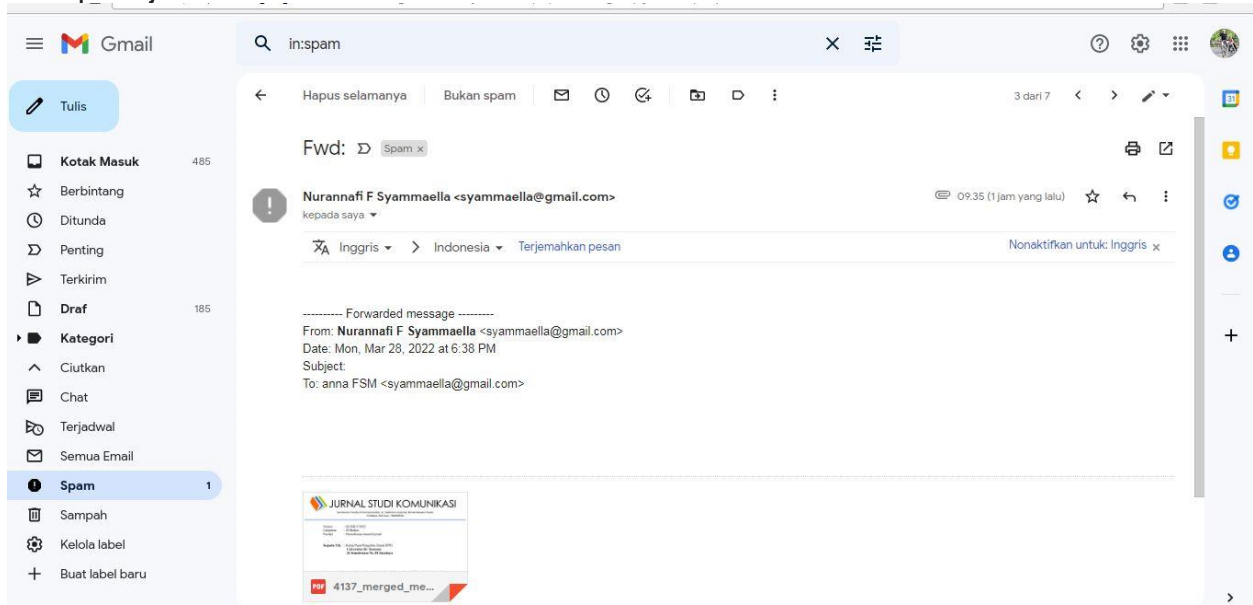 Gmail
in:spam
Tulis
Hapus selamanya Bukan spam 3 dari 7
Fwd: Spam x
Kotak Masuk 485
Berbintang
Ditunda
Penting
Terkirim
Draf 185
Kategori
Ciutkan
Chat
Terjadwal
Semua Email
Spam 1
Sampah
Kelola label
Buat label baru
Nurannafi F Syammaella <syammaella@gmail.com> 09.35 (1 jam yang lalu)
kepada saya
Inggris > Indonesia Terjemahkan pesan Nonaktifkan untuk: Inggris x
---------- Forwarded message ---------
From: Nurannafi F Syammaella <syammaella@gmail.com>
Date: Mon, Mar 28, 2022 at 6:38 PM
Subject:
To: anna FSM <syammaella@gmail.com>
JURNAL STUDI KOMUNIKASI
PDF 4137_merged_me...
31